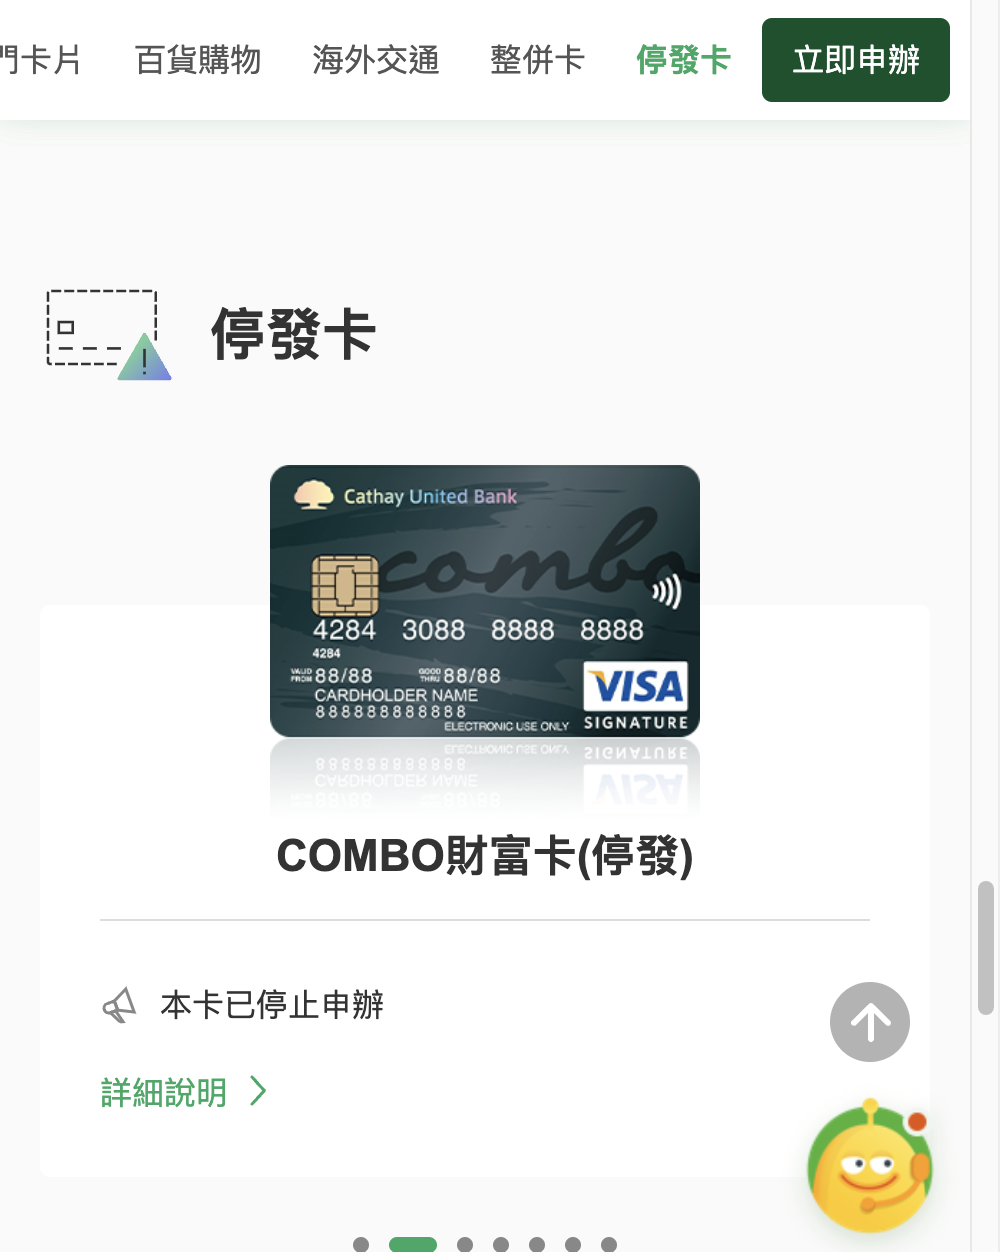 門卡片
百貨購物
海外交通
整併卡
停發卡
立即申辦
停發卡
Cathay United Bank
combo
4284 3088 8888 8888
4284
VALID FROM 88/88 GOOD THRU 88/88
CARDHOLDER NAME
888888888888
ELECTRONIC USE ONLY
VISA
SIGNATURE
COMBO財富卡(停發)
本卡已停止申辦
詳細說明